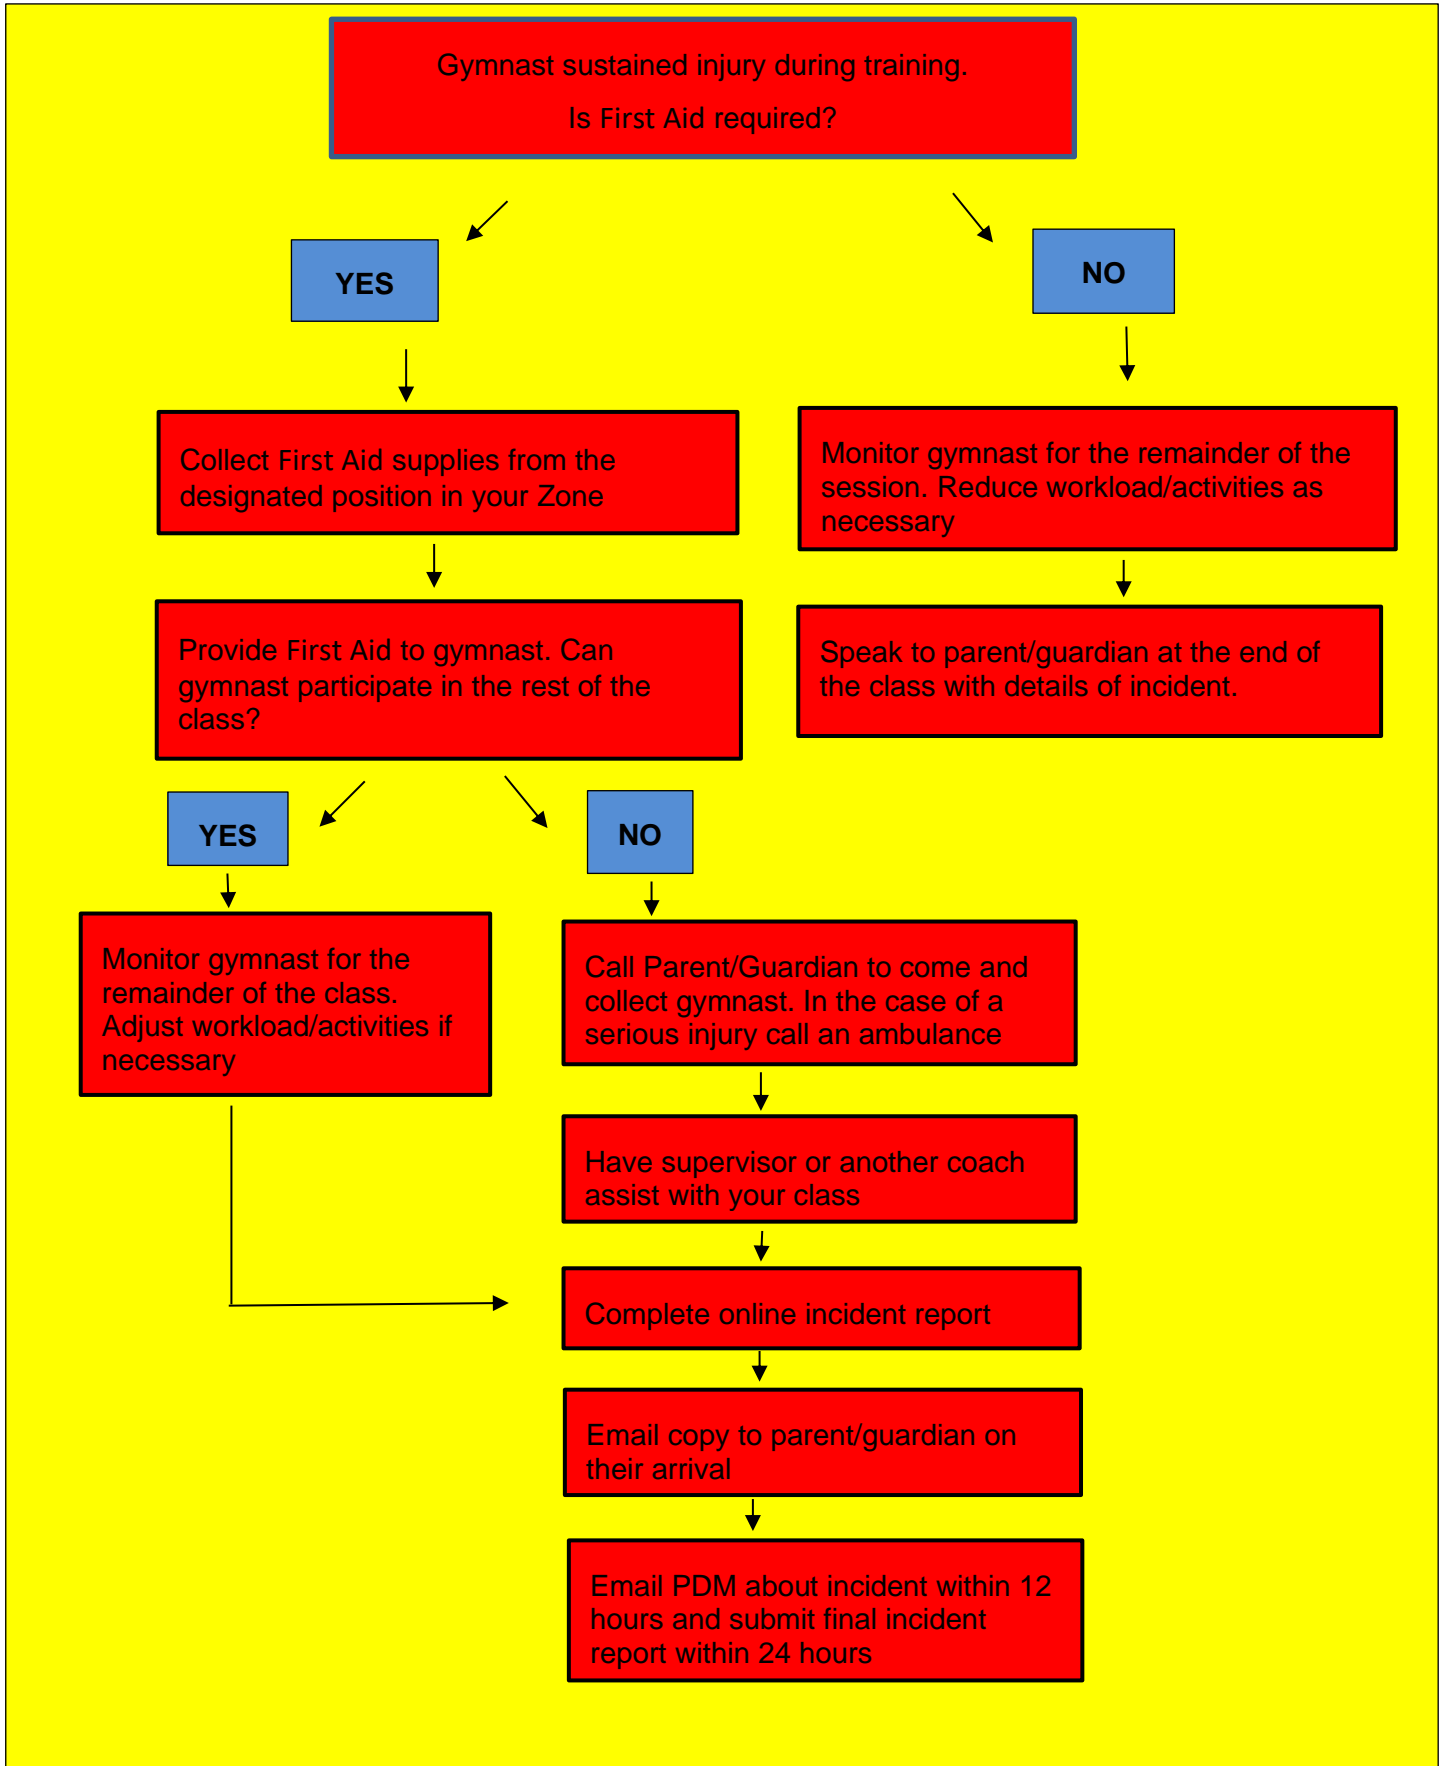 Gymnast sustained injury during training.
Is First Aid required?
YES
NO
Collect First Aid supplies from the
designated position in your Zone
Monitor gymnast for the remainder of the
session. Reduce workload/activities as
necessary
Provide First Aid to gymnast. Can
gymnast participate in the rest of the
class?
Speak to parent/guardian at the end of
the class with details of incident.
YES
NO
Monitor gymnast for the
remainder of the class.
Adjust workload/activities if
necessary
Call Parent/Guardian to come and
collect gymnast. In the case of a
serious injury call an ambulance
Have supervisor or another coach
assist with your class
Complete online incident report
Email copy to parent/guardian on
their arrival
Email PDM about incident within 12
hours and submit final incident
report within 24 hours